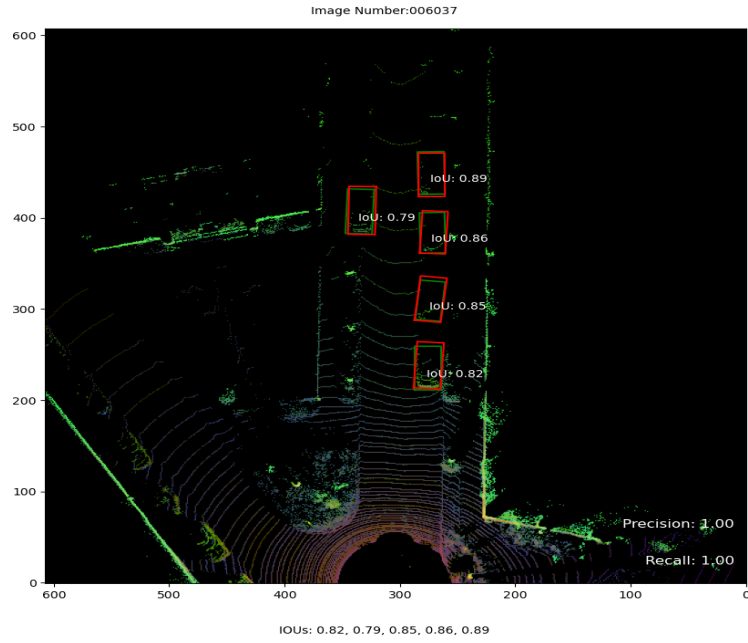 Image Number:006037
600
500
IoU: 0.89
400
IoU: 0.79
IoU: 0.86
300
IoU: 0.85
IoU: 0.82
200
100
Precision: 1.00
Recall: 1.00
0
600 500 400 300 200 100 0
IOUs: 0.82, 0.79, 0.85, 0.86, 0.89